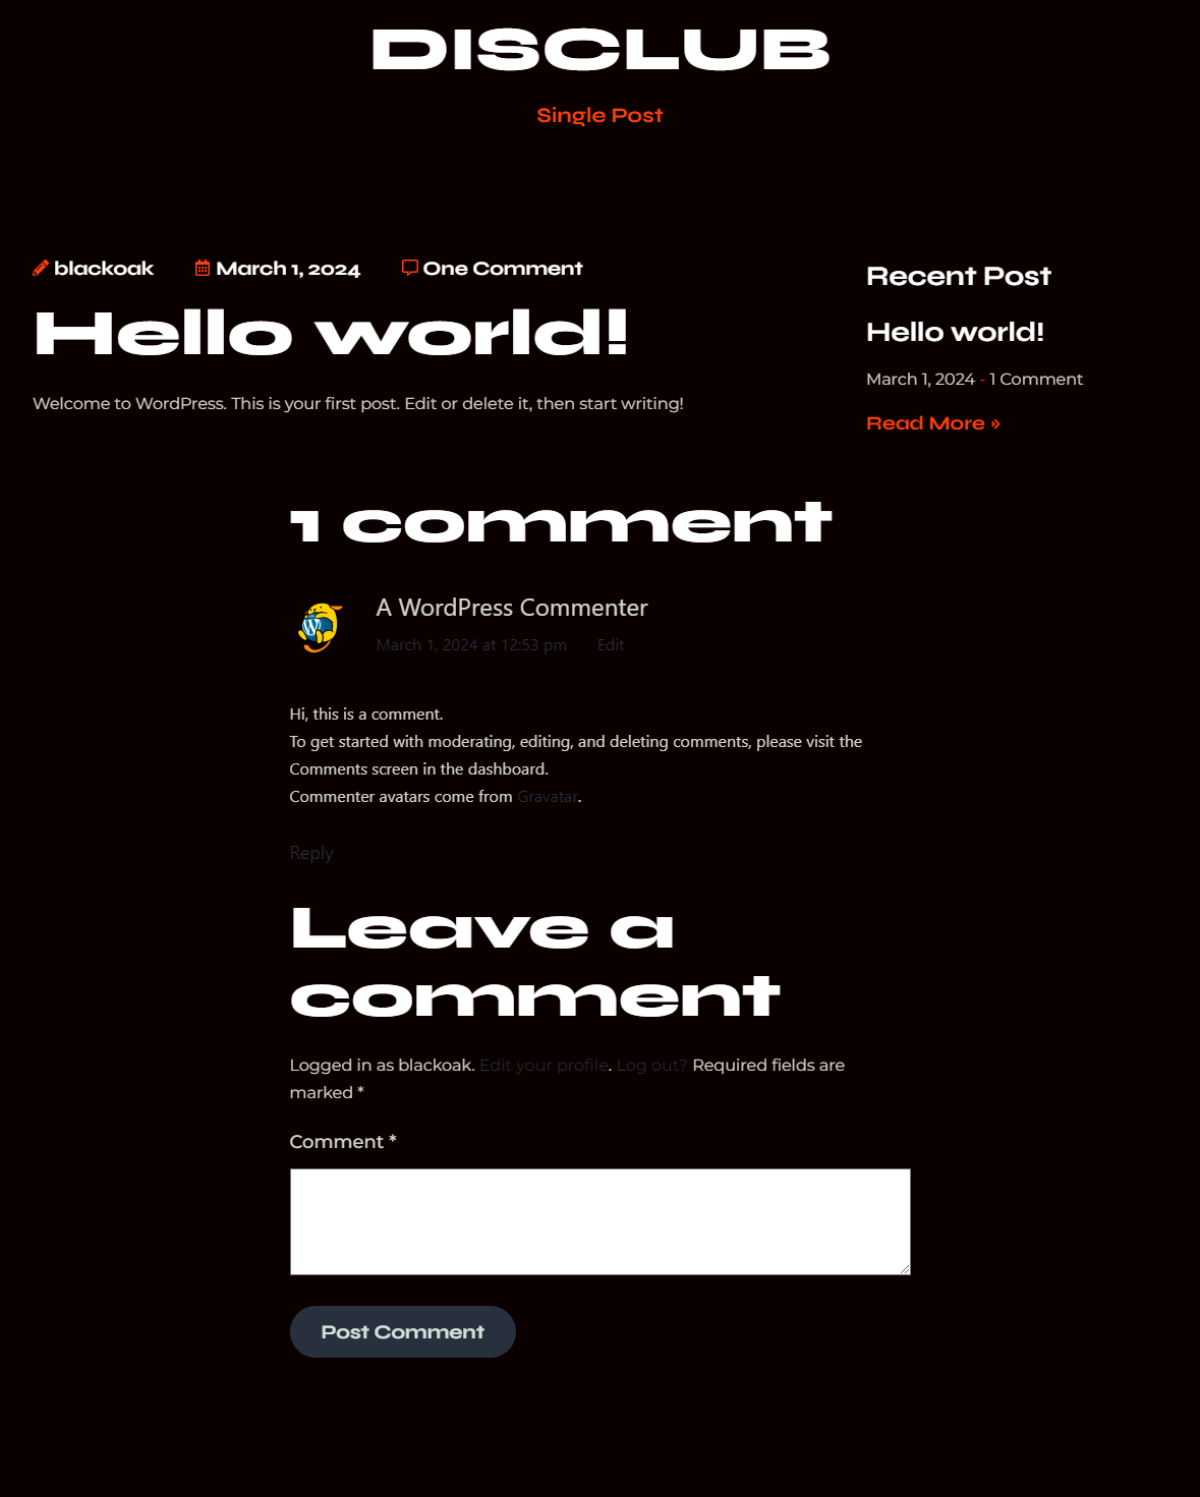 DISCLUB
Single Post
blackoak March 1, 2024 One Comment
Hello world!
Welcome to WordPress. This is your first post. Edit or delete it, then start writing!
Recent Post
Hello world!
March 1, 2024 - 1 Comment
Read More »
1 comment
A WordPress Commenter
March 1, 2024 at 12:53 pm Edit
Hi, this is a comment.
To get started with moderating, editing, and deleting comments, please visit the
Comments screen in the dashboard.
Commenter avatars come from Gravatar.
Reply
Leave a
comment
Logged in as blackoak. Edit your profile. Log out? Required fields are
marked *
Comment *
Post Comment